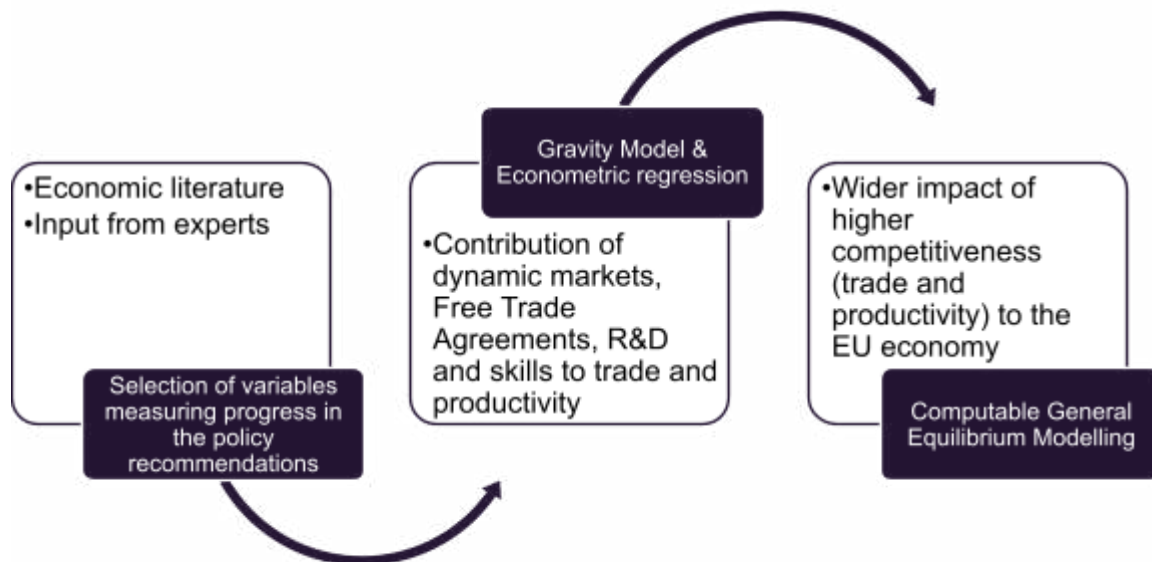 •Economic literature
•Input from experts
Selection of variables
measuring progress in
the policy
recommendations
Gravity Model &
Econometric regression
•Contribution of
dynamic markets,
Free Trade
Agreements, R&D
and skills to trade and
productivity
•Wider impact of
higher
competitiveness
(trade and
productivity) to the
EU economy
Computable General
Equilibrium Modelling